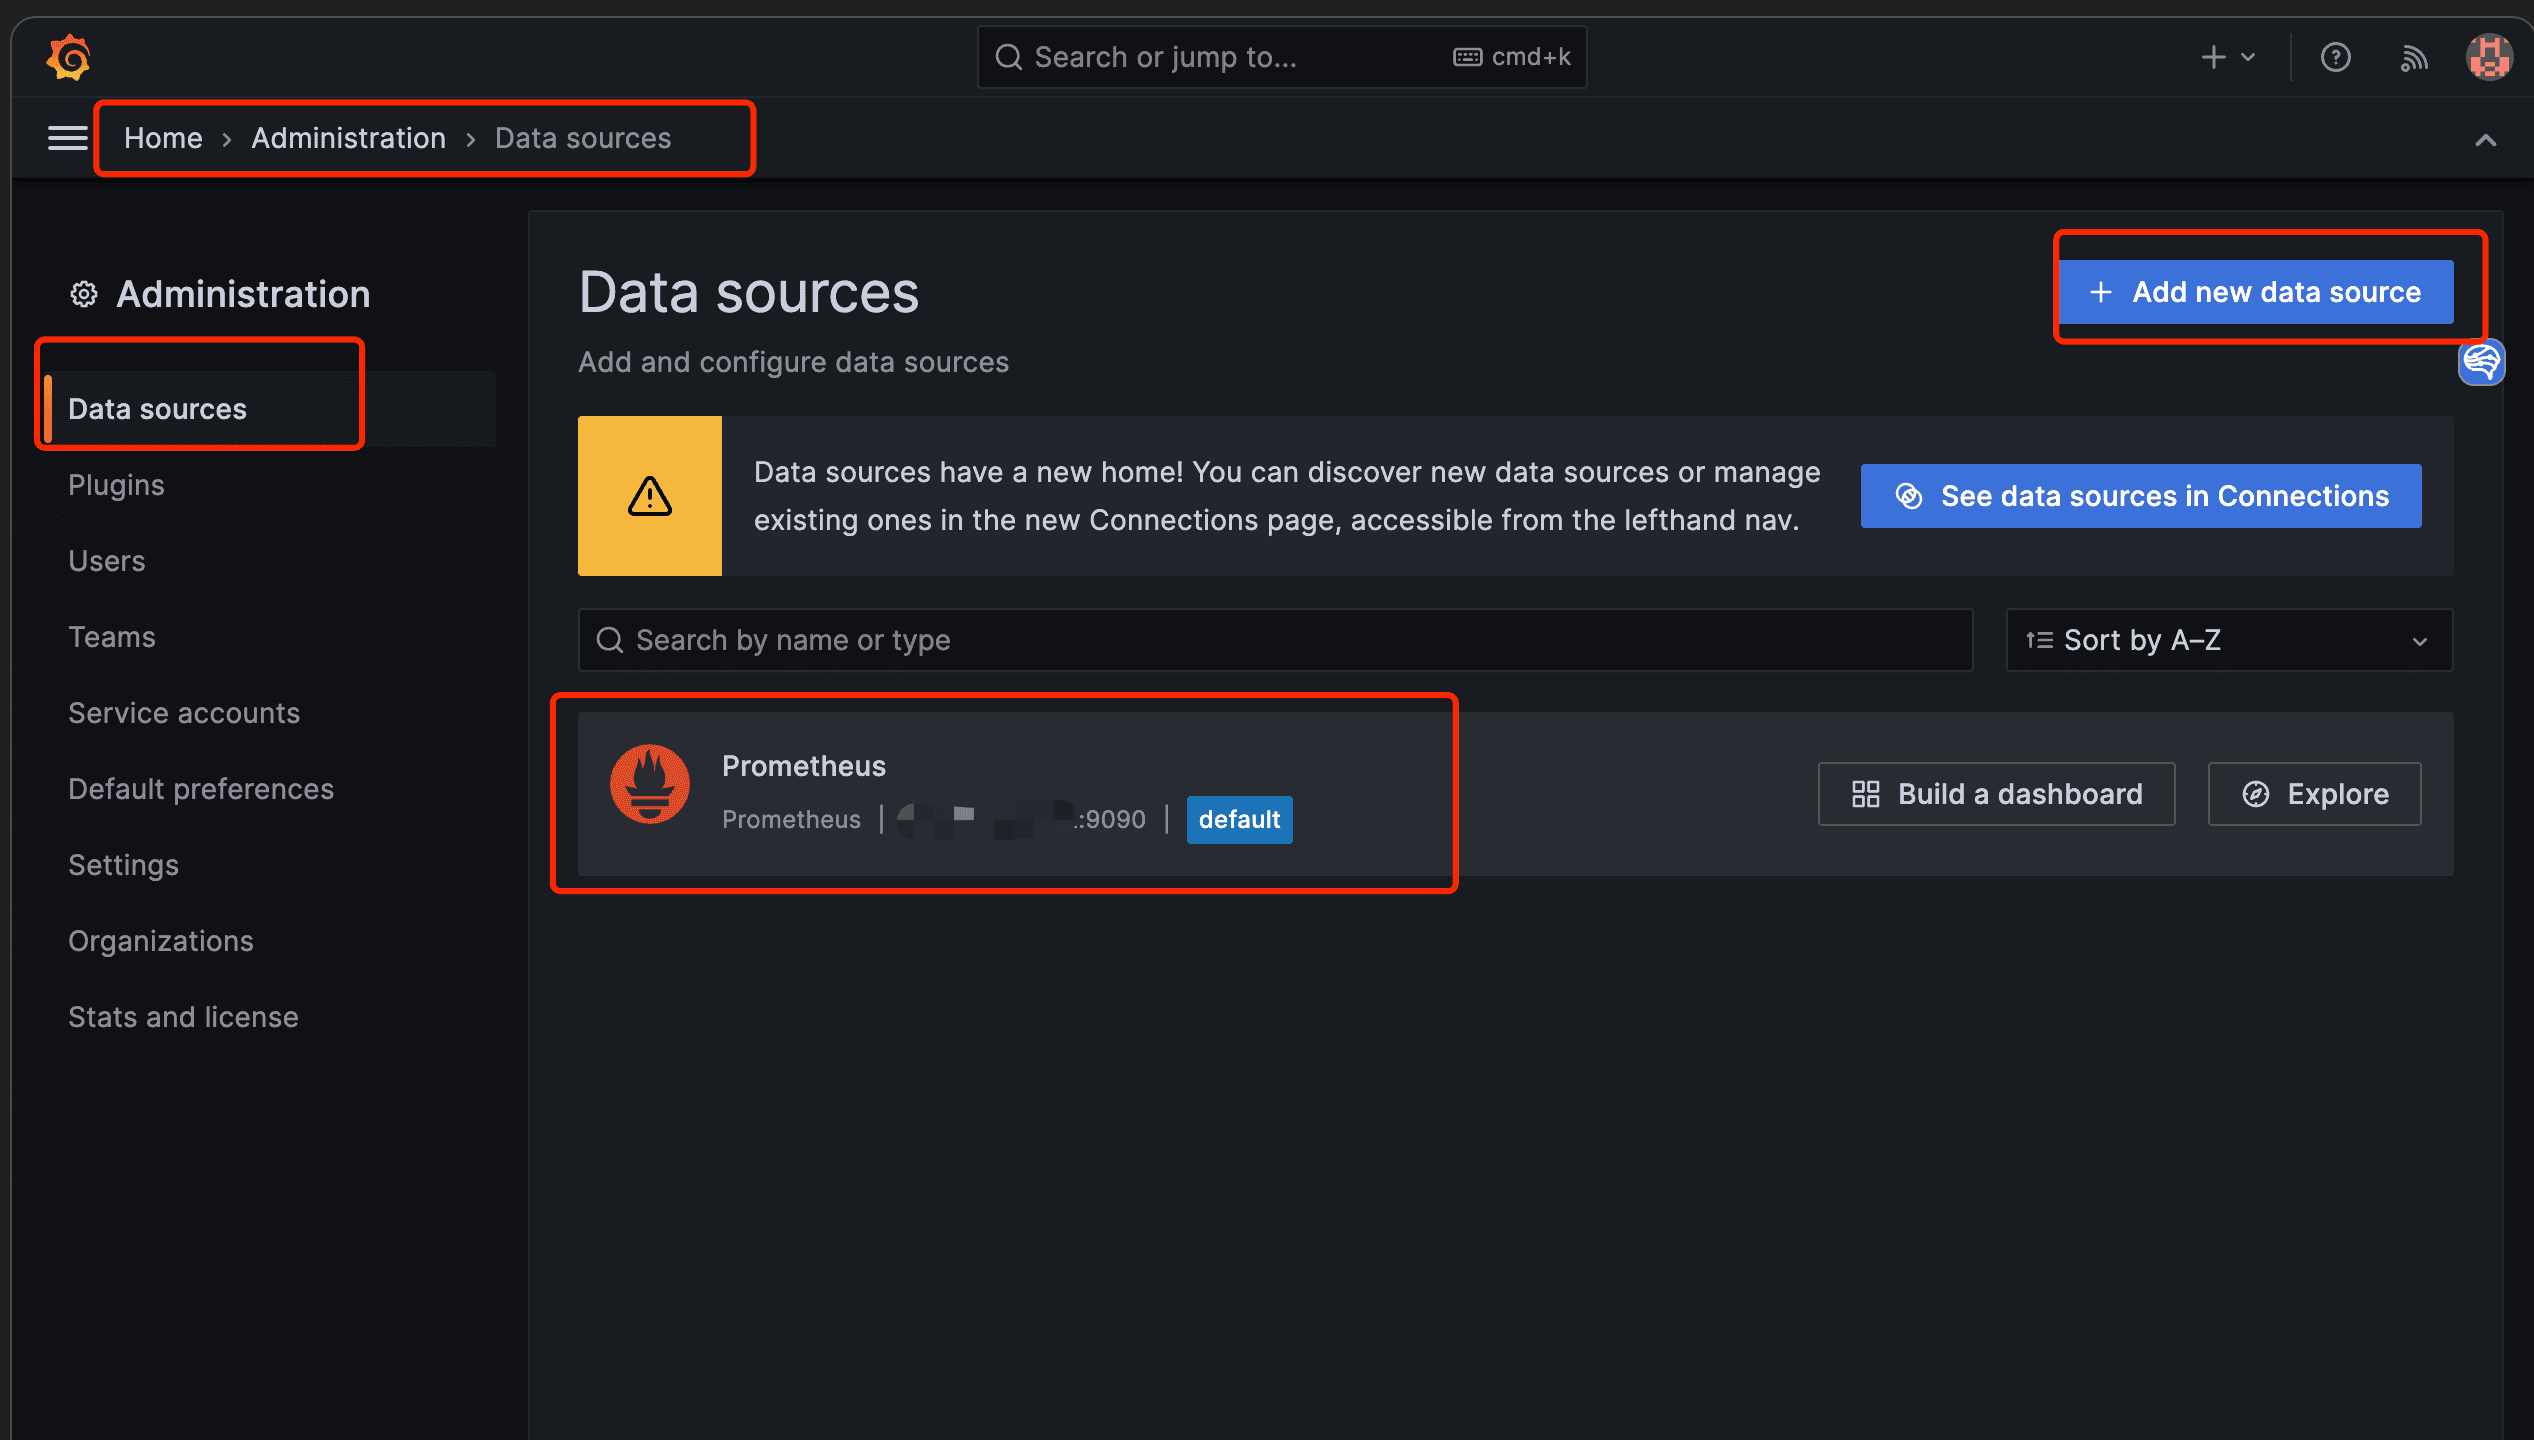 Search or jump to... cmd+k
Home › Administration › Data sources
Administration
Data sources
Plugins
Users
Teams
Service accounts
Default preferences
Settings
Organizations
Stats and license
Data sources
Add new data source
Add and configure data sources
Data sources have a new home! You can discover new data sources or manage
existing ones in the new Connections page, accessible from the lefthand nav.
See data sources in Connections
Search by name or type
Sort by A–Z
Prometheus
Prometheus | :9090 | default
Build a dashboard
Explore